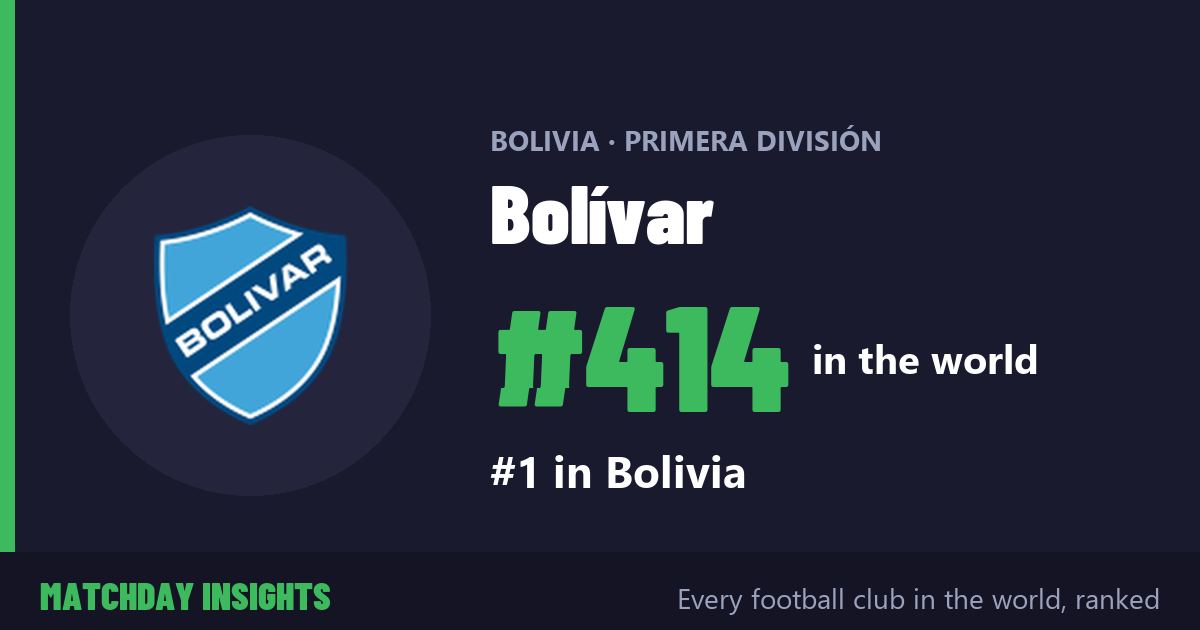 BOLIVIA · PRIMERA DIVISIÓN
Bolívar
BOLIVAR
#414 in the world
#1 in Bolivia
MATCHDAY INSIGHTS
Every football club in the world, ranked